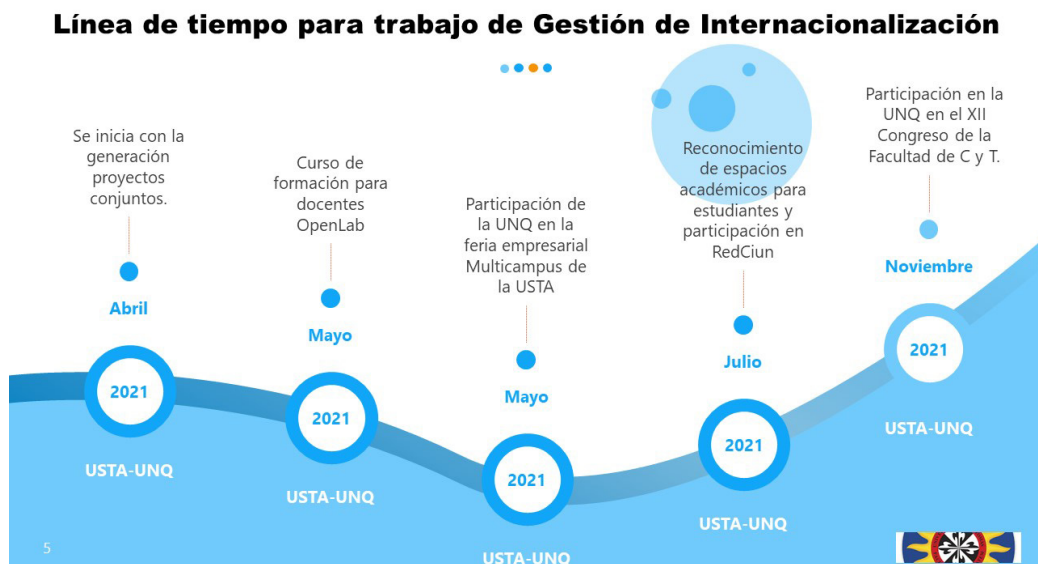 Línea de tiempo para trabajo de Gestión de Internacionalización
Se inicia con la
generación
proyectos
conjuntos.
Abril
2021
USTA-UNQ
Curso de
formación para
docentes
OpenLab
Mayo
2021
USTA-UNQ
Participación de
la UNQ en la
feria empresarial
Multicampus de
la USTA
Mayo
2021
USTA-UNQ
Reconocimiento
de espacios
académicos para
estudiantes y
participación en
RedCiun
Julio
2021
USTA-UNQ
Participación en la
UNQ en el XII
Congreso de la
Facultad de C y T.
Noviembre
2021
USTA-UNQ
5